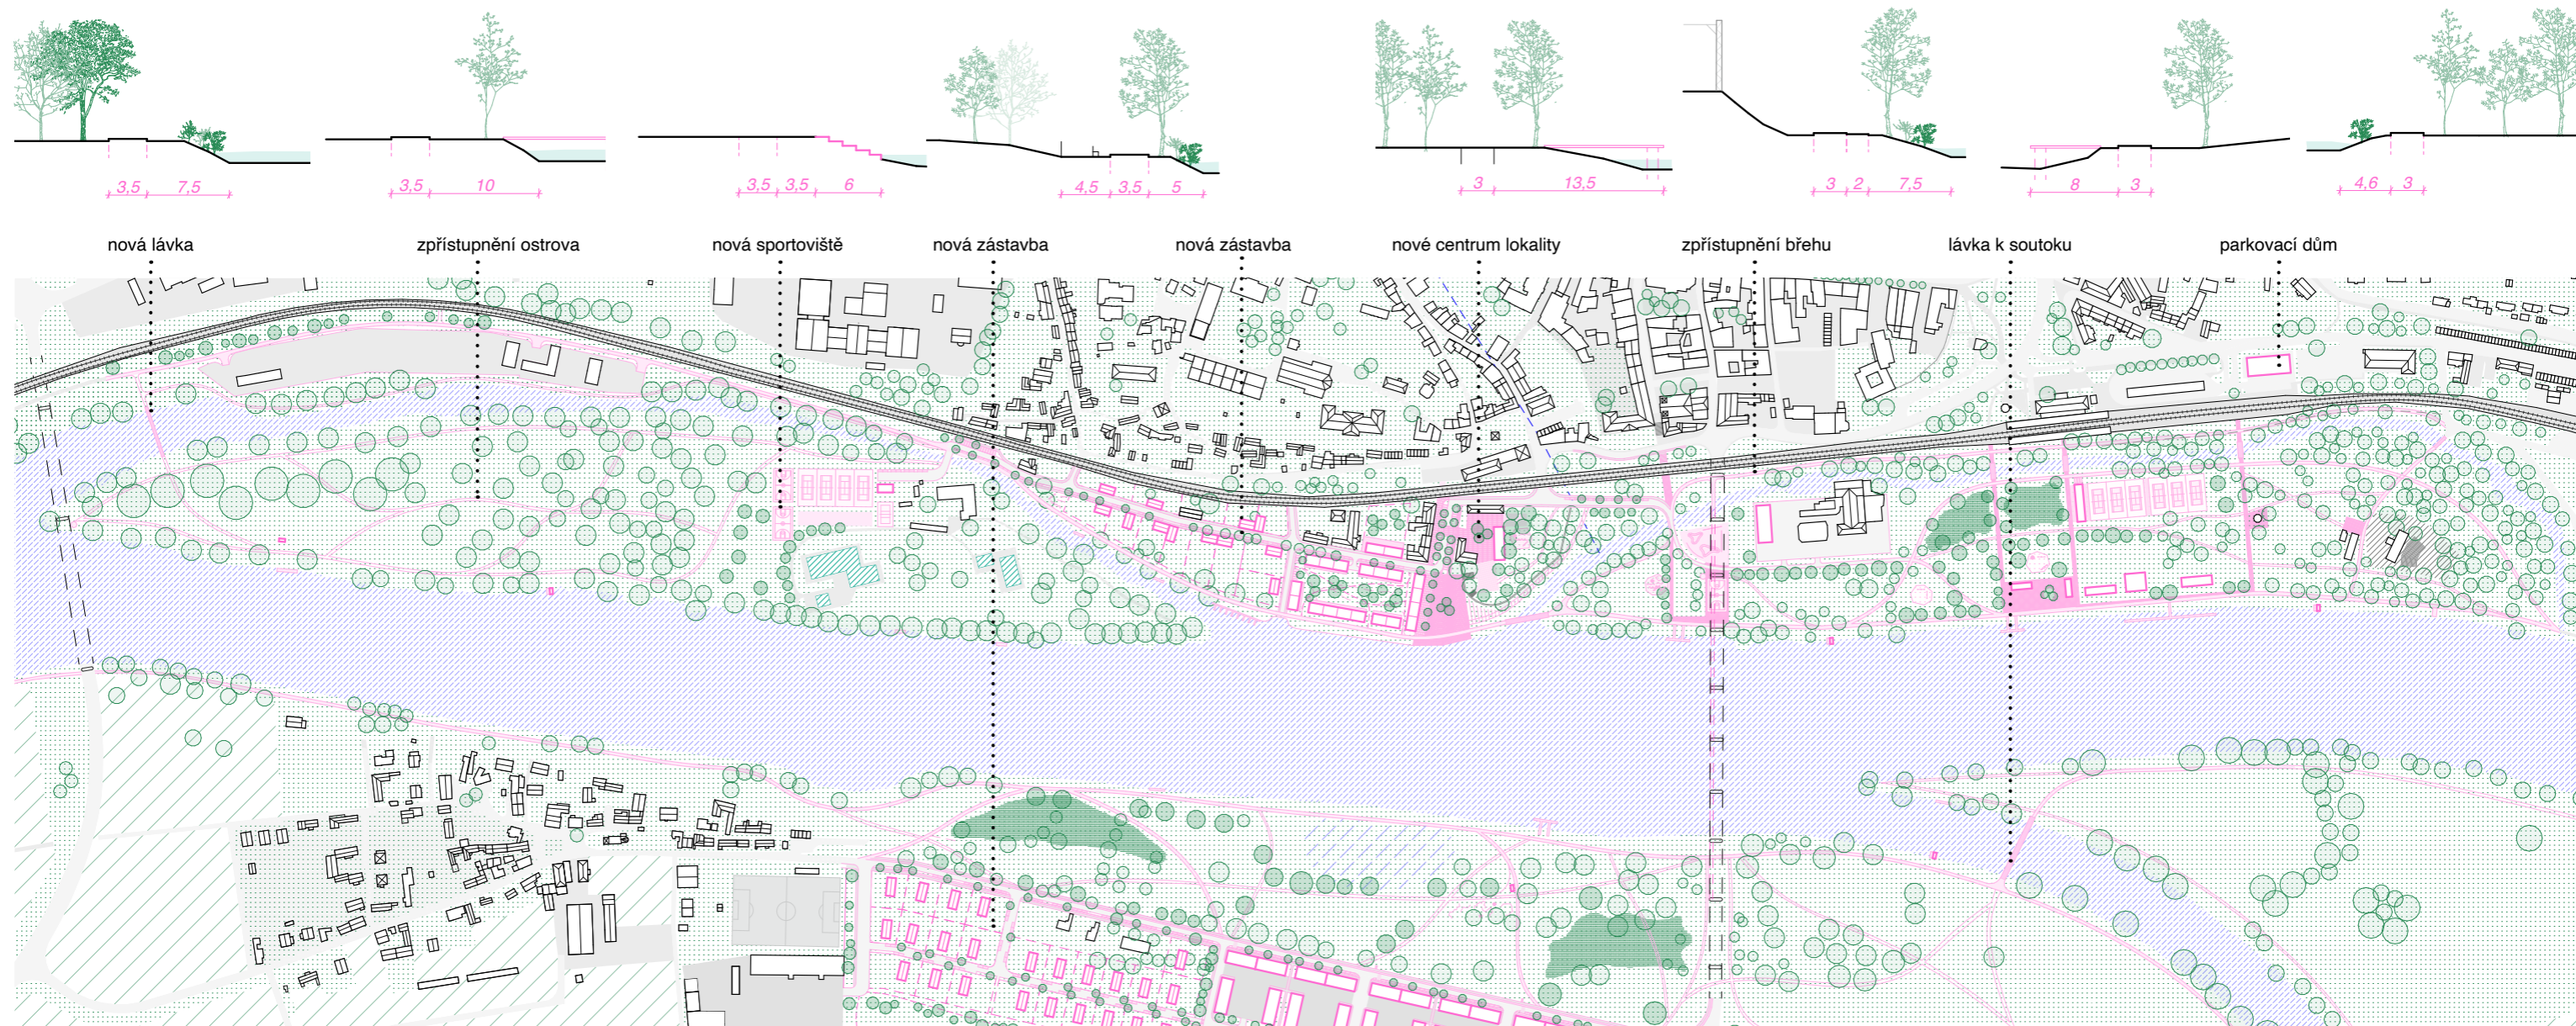 3,5 7,5
3,5 10
3,5 3,5 6
4,5 3,5 5
3 13,5
3 2 7,5
8 3
4,6 3
nová lávka
zpřístupnění ostrova
nová sportoviště
nová zástavba
nová zástavba
nové centrum lokality
zpřístupnění břehu
lávka k soutoku
parkovací dům